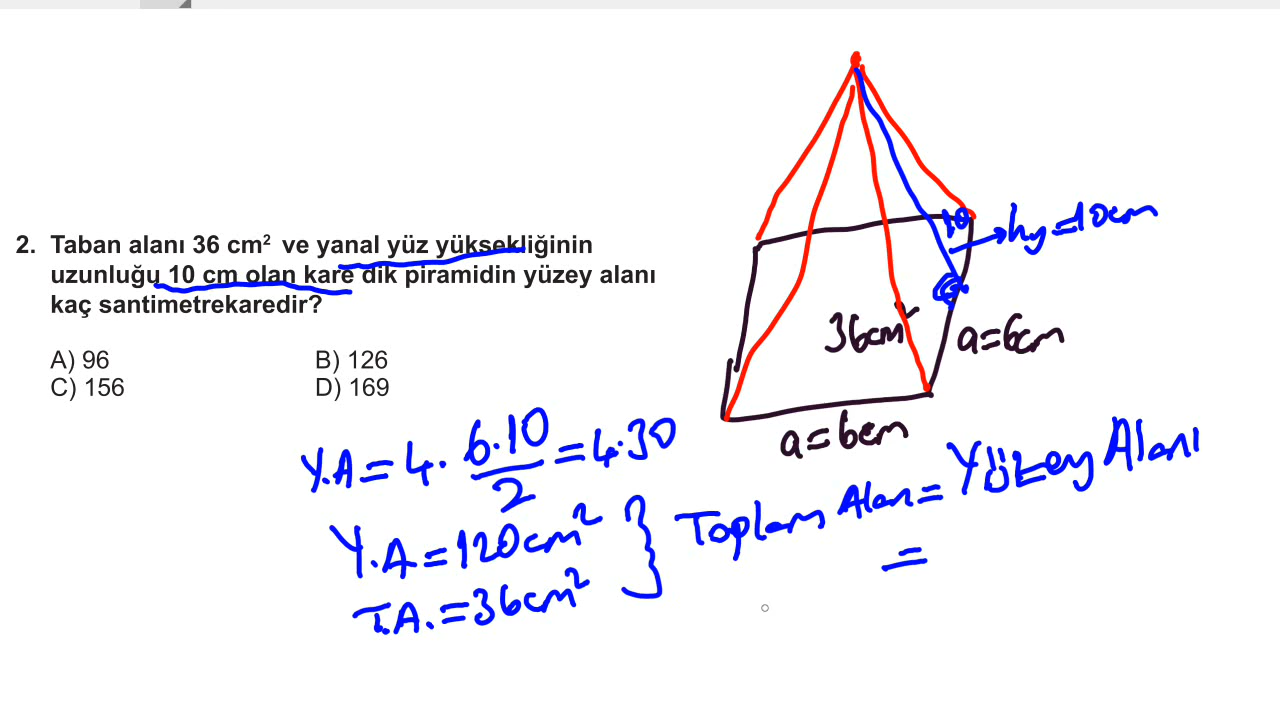 2. Taban alanı 36 cm² ve yanal yüz yüksekliğinin
uzunluğu 10 cm olan kare dik piramidin yüzey alanı
kaç santimetrekaredir?
A) 96 B) 126
C) 156 D) 169
10
hy=10cm
36cm²
a=6cm
a=6cm
Y.A=4.6.10/2=4.30
Y.A=120cm²
T.A.=36cm²
} Toplam Alan=Yüzey Alanı
=